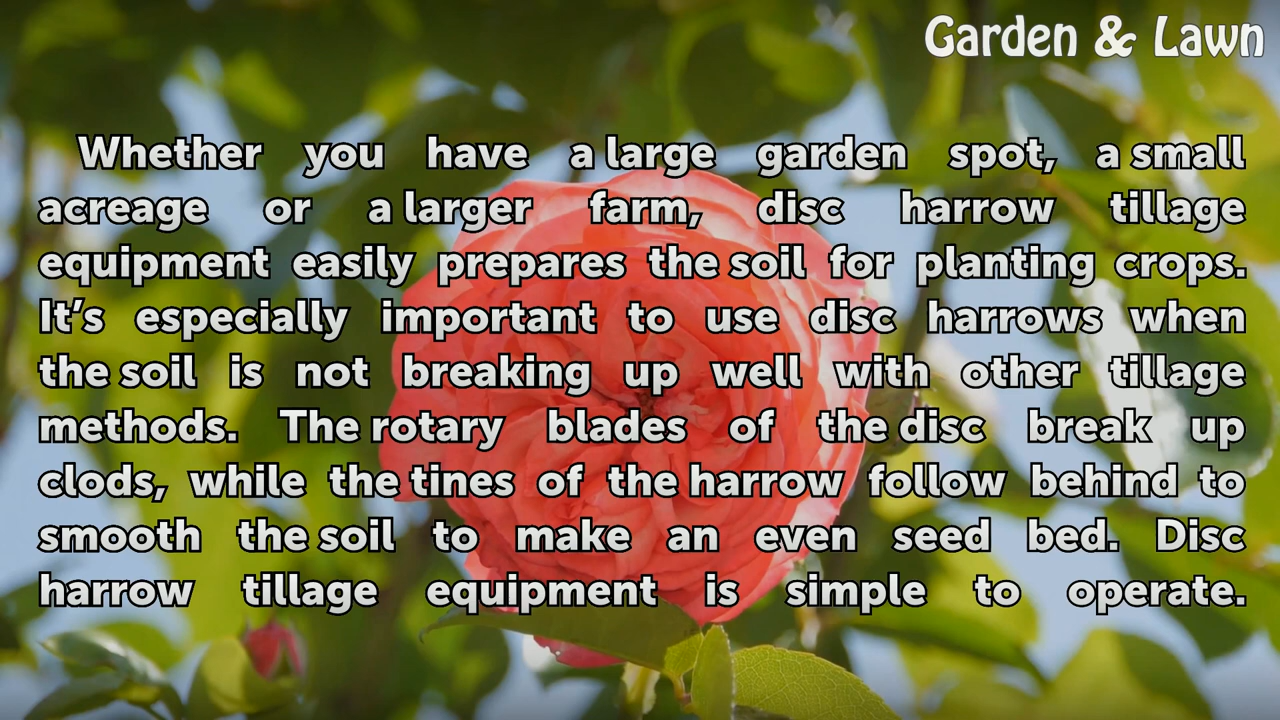 Garden & Lawn
Whether you have a large garden spot, a small
acreage or a larger farm, disc harrow tillage
equipment easily prepares the soil for planting crops.
It’s especially important to use disc harrows when
the soil is not breaking up well with other tillage
methods. The rotary blades of the disc break up
clods, while the tines of the harrow follow behind to
smooth the soil to make an even seed bed. Disc
harrow tillage equipment is simple to operate.